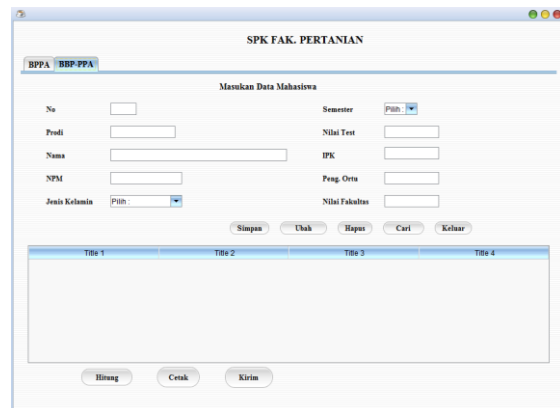 SPK FAK. PERTANIAN
BPPA BBP-PPA
Masukan Data Mahasiswa
No Semester Pilih :
Prodi Nilai Test
Nama IPK
NPM Peng. Ortu
Jenis Kelamin Pilih : Nilai Fakultas
Simpan Ubah Hapus Cari Keluar
Title 1 Title 2 Title 3 Title 4
Hitung Cetak Kirim